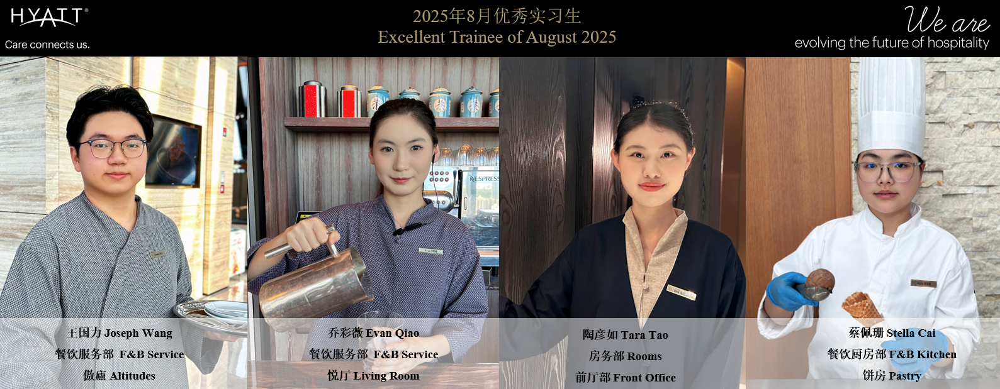 HYATT®
Care connects us.
2025年8月优秀实习生
Excellent Trainee of August 2025
We are
evolving the future of hospitality
NESPRESS
王国力 Joseph Wang
餐饮服务部 F&B Service
傲庐 Altitudes
乔彩薇 Evan Qiao
餐饮服务部 F&B Service
悦厅 Living Room
陶彦如 Tara Tao
房务部 Rooms
前厅部 Front Office
蔡佩珊 Stella Cai
餐饮厨房部 F&B Kitchen
饼房 Pastry